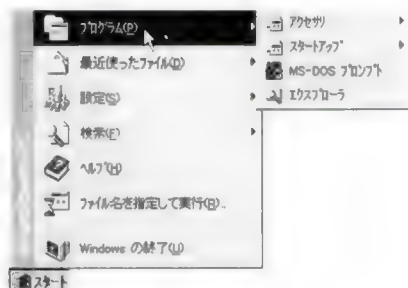 プログラム(P)
最近使ったファイル(D)
設定(S)
検索(F)
ヘルプ(H)
ファイル名を指定して実行(R)...
Windows の終了(U)
スタート
アクセサリ
スタートアップ
MS-DOS プロンプト
エクスプローラ